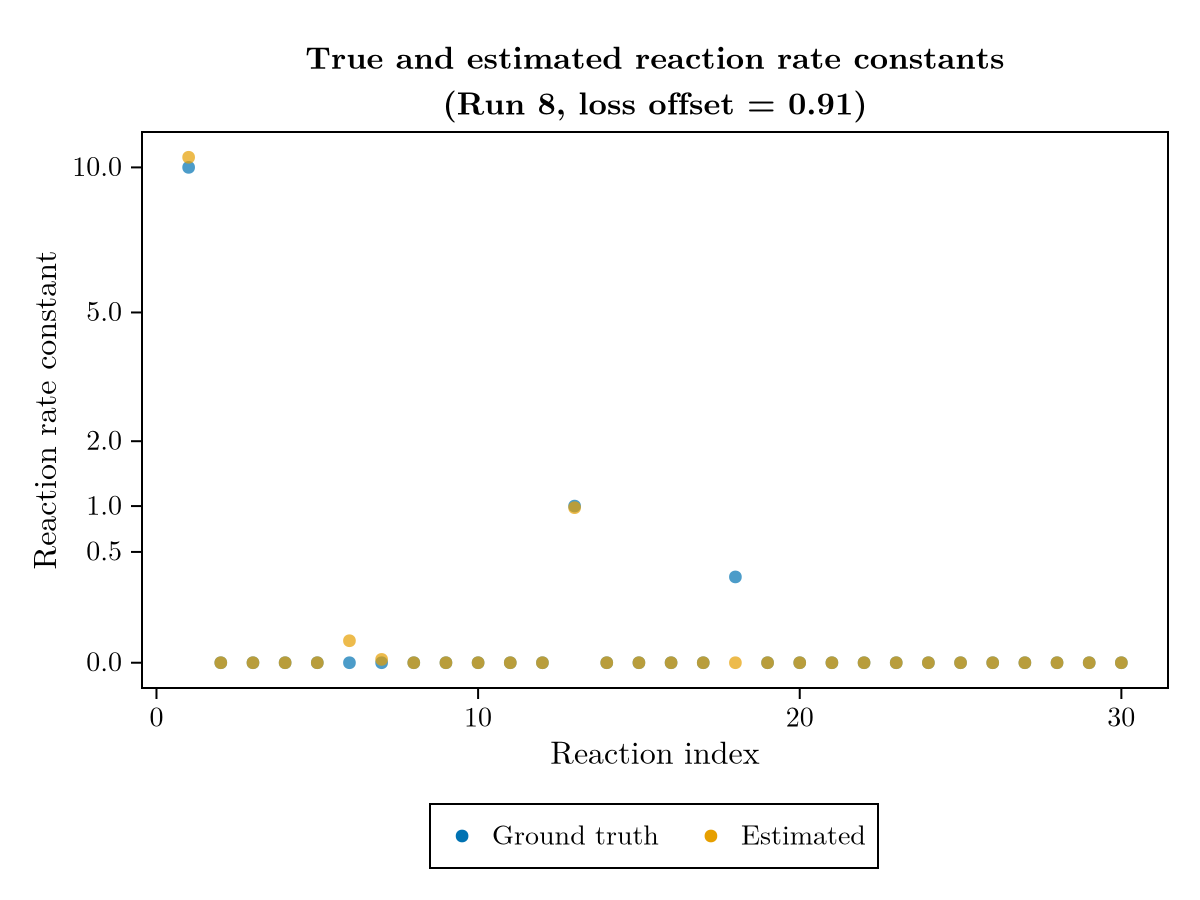 True and estimated reaction rate constants
(Run 8, loss offset = 0.91)
Reaction rate constant
10.0
5.0
2.0
1.0
0.5
0.0
0 10 20 30
Reaction index
Ground truth Estimated